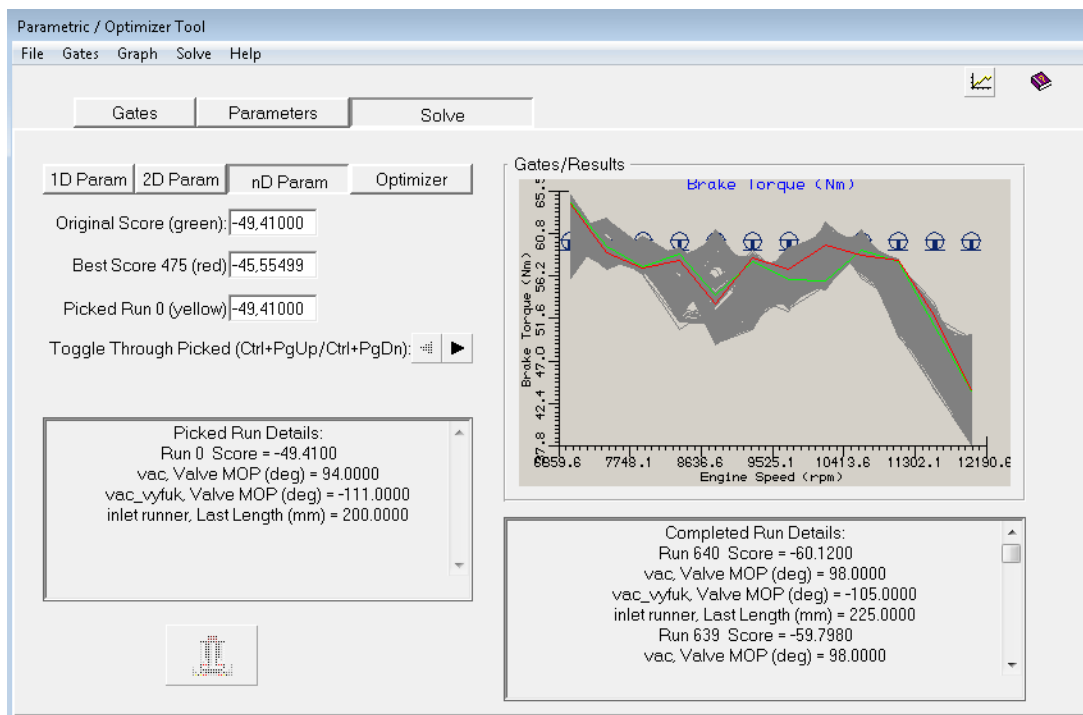 Parametric / Optimizer Tool
File Gates Graph Solve Help
Gates Parameters Solve
1D Param 2D Param nD Param Optimizer
Original Score (green): -49,41000
Best Score 475 (red) -45,55499
Picked Run 0 (yellow) -49,41000
Toggle Through Picked (Ctrl+PgUp/Ctrl+PgDn):
Picked Run Details:
Run 0 Score = -49.4100
vac, Valve MOP (deg) = 94.0000
vac_vyfuk, Valve MOP (deg) = -111.0000
inlet runner, Last Length (mm) = 200.0000
Gates/Results
Brake Torque (Nm)
Brake Torque (Nm)
65.5
60.8
56.2
51.6
47.0
42.4
37.8
6859.6 7748.1 8636.6 9525.1 10413.6 11302.1 12190.6
Engine Speed (rpm)
Completed Run Details:
Run 640 Score = -60.1200
vac, Valve MOP (deg) = 98.0000
vac_vyfuk, Valve MOP (deg) = -105.0000
inlet runner, Last Length (mm) = 225.0000
Run 639 Score = -59.7980
vac, Valve MOP (deg) = 98.0000